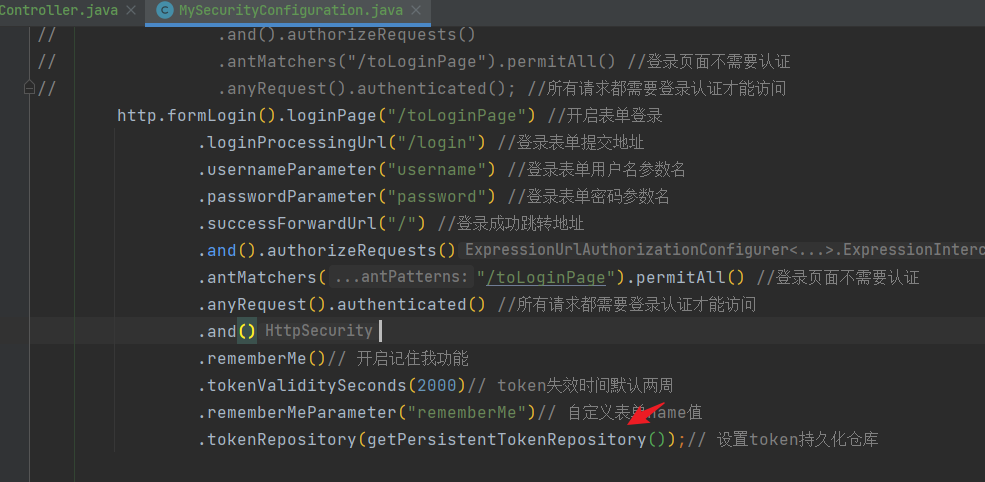 Controller.java × MySecurityConfiguration.java ×
// .and().authorizeRequests()
// .antMatchers("/toLoginPage").permitAll() //登录页面不需要认证
// .anyRequest().authenticated(); //所有请求都需要登录认证才能访问
http.formLogin().loginPage("/toLoginPage") //开启表单登录
.loginProcessingUrl("/login") //登录表单提交地址
.usernameParameter("username") //登录表单用户名参数名
.passwordParameter("password") //登录表单密码参数名
.successForwardUrl("/") //登录成功跳转地址
.and().authorizeRequests() ExpressionUrlAuthorizationConfigurer<...>.ExpressionInterc
.antMatchers( ...antPatterns: "/toLoginPage").permitAll() //登录页面不需要认证
.anyRequest().authenticated() //所有请求都需要登录认证才能访问
.and() HttpSecurity
.rememberMe()// 开启记住我功能
.tokenValiditySeconds(2000)// token失效时间默认两周
.rememberMeParameter("rememberMe")// 自定义表单name值
.tokenRepository(getPersistentTokenRepository());// 设置token持久化仓库